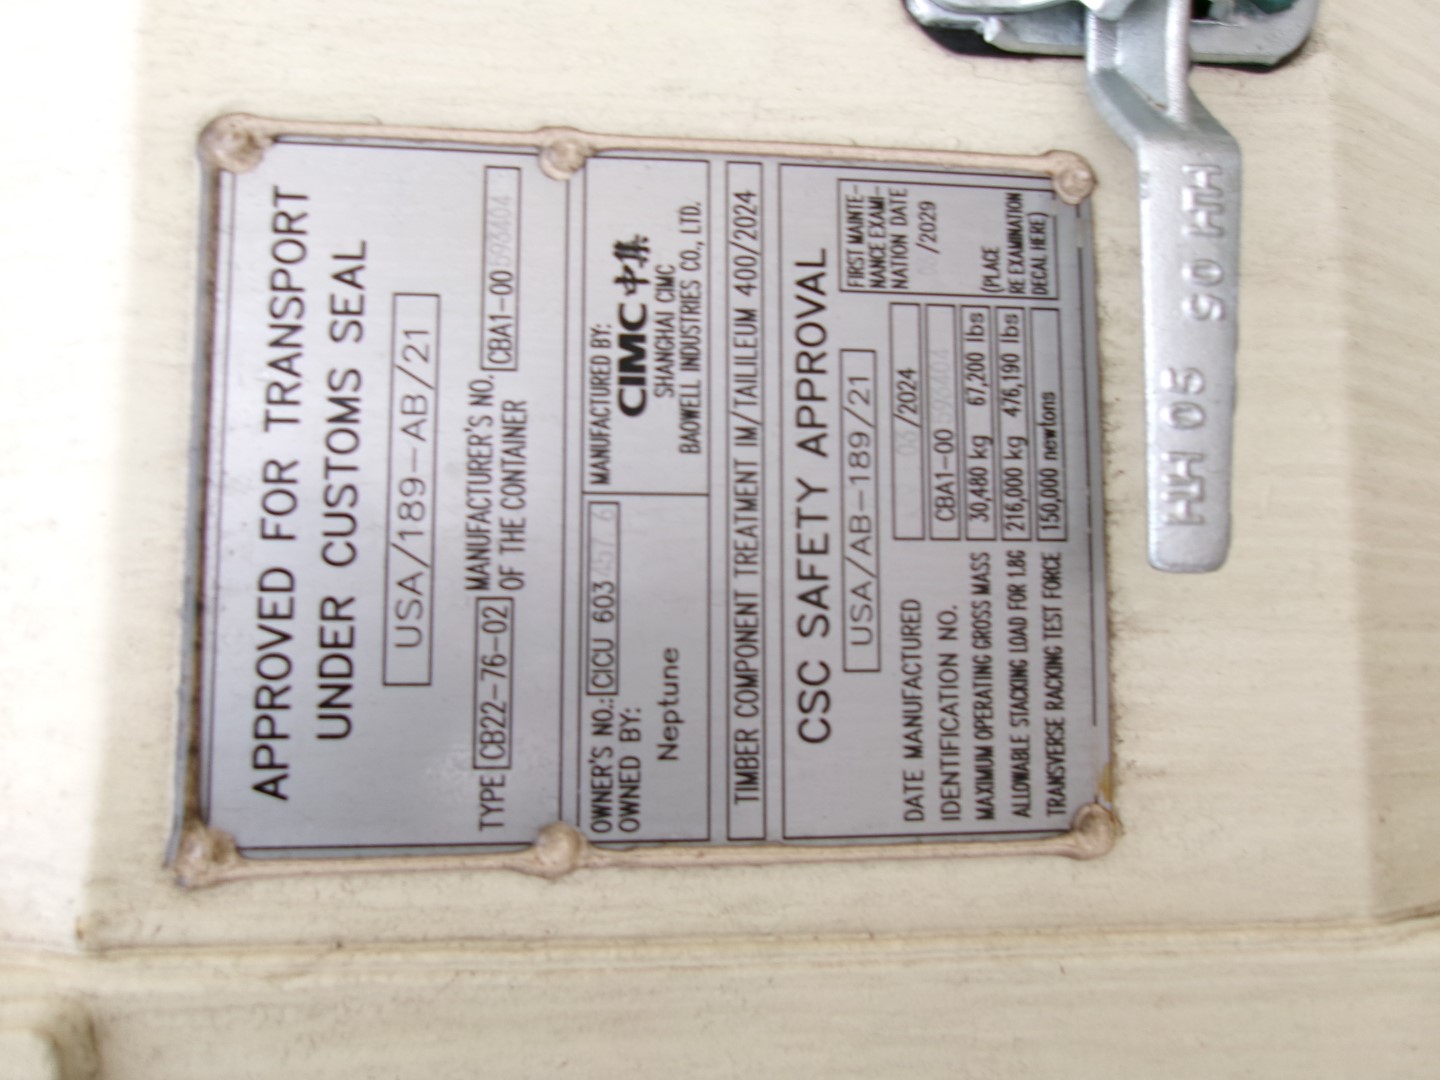 APPROVED FOR TRANSPORT
UNDER CUSTOMS SEAL
USA/189-AB/21
TYPE CB22-76-02 MANUFACTURER'S NO. OF THE CONTAINER CBA1-00 593404
OWNER'S NO.: CICU 603
OWNED BY:
Neptune
MANUFACTURED BY:
CIMC 中集
SHANGHAI CIMC
BAOWELL INDUSTRIES CO., LTD.
TIMBER COMPONENT TREATMENT IM/TAILILEUM 400/2024
CSC SAFETY APPROVAL
USA/AB-189/21
DATE MANUFACTURED /2024
IDENTIFICATION NO. CBA1-00 593404
MAXIMUM OPERATING GROSS MASS 30,480 kg 67,200 lbs
ALLOWABLE STACKING LOAD FOR 1.8G 216,000 kg 476,190 lbs
TRANSVERSE RACKING TEST FORCE 150,000 newtons
FIRST MAINTE-
NANCE EXAMI-
NATION DATE
/2029
(PLACE
RE EXAMINATION
DECAL HERE)